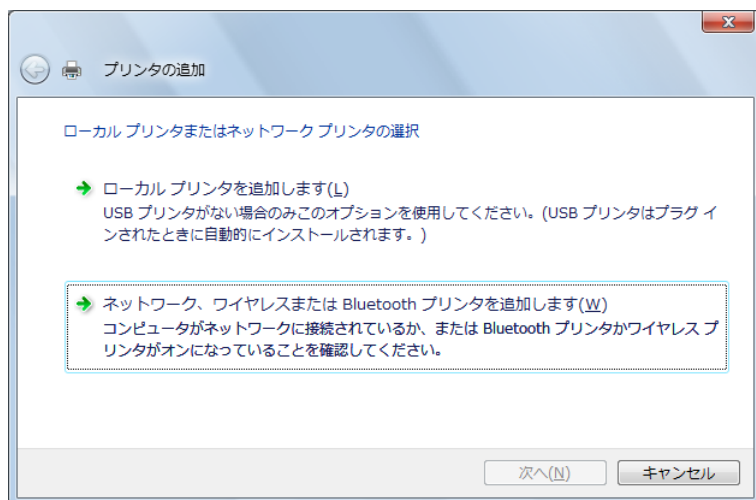 プリンタの追加
ローカル プリンタまたはネットワーク プリンタの選択
ローカル プリンタを追加します(L)
USB プリンタがない場合のみこのオプションを使用してください。(USB プリンタはプラグ イ
ンされたときに自動的にインストールされます。)
ネットワーク、ワイヤレスまたは Bluetooth プリンタを追加します(W)
コンピュータがネットワークに接続されているか、または Bluetooth プリンタかワイヤレス プ
リンタがオンになっていることを確認してください。
次へ(N)
キャンセル